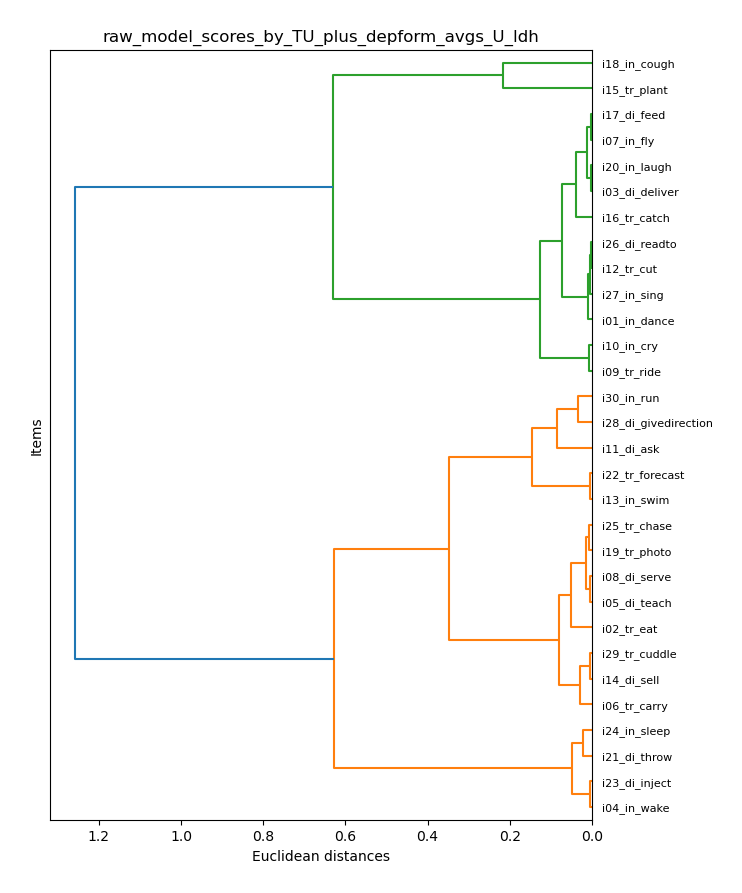 raw_model_scores_by_TU_plus_depform_avgs_U_ldh
i18_in_cough
i15_tr_plant
i17_di_feed
i07_in_fly
i20_in_laugh
i03_di_deliver
i16_tr_catch
i26_di_readto
i12_tr_cut
i27_in_sing
i01_in_dance
i10_in_cry
i09_tr_ride
i30_in_run
i28_di_givedirection
i11_di_ask
i22_tr_forecast
i13_in_swim
i25_tr_chase
i19_tr_photo
i08_di_serve
i05_di_teach
i02_tr_eat
i29_tr_cuddle
i14_di_sell
i06_tr_carry
i24_in_sleep
i21_di_throw
i23_di_inject
i04_in_wake
Items
1.2 1.0 0.8 0.6 0.4 0.2 0.0
Euclidean distances